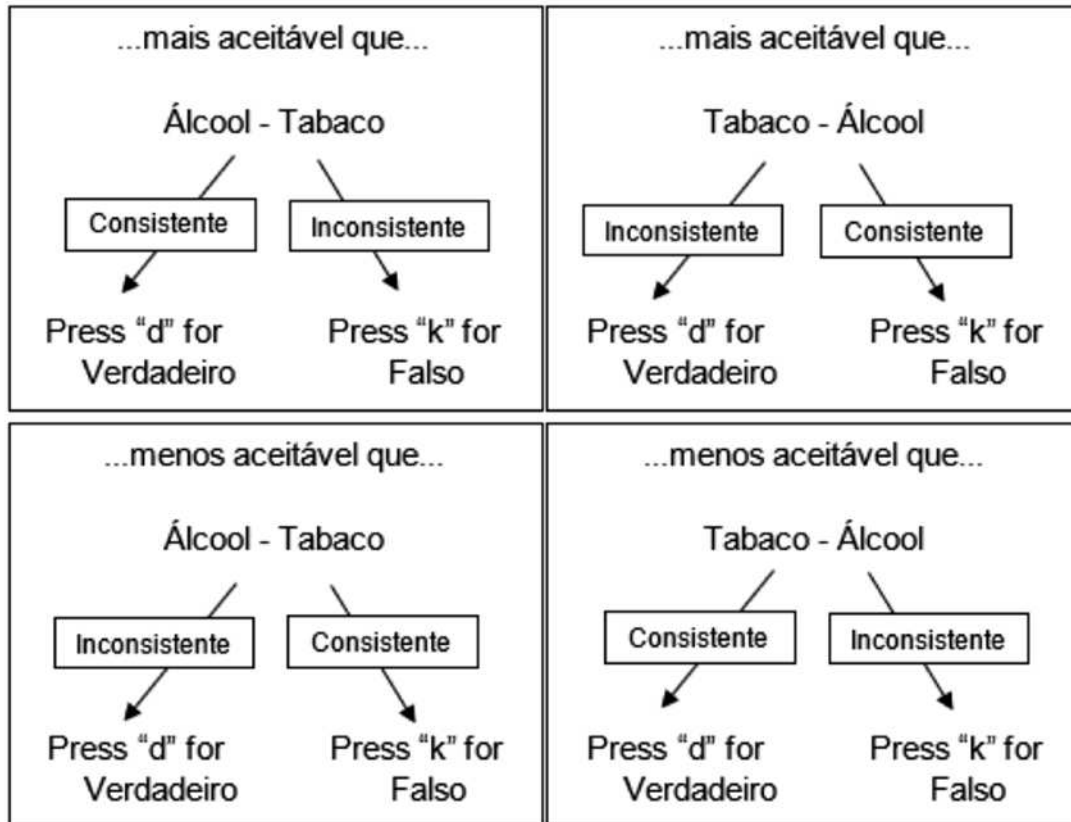 ...mais aceitável que...
Álcool - Tabaco
Consistente
Inconsistente
Press “d” for
Verdadeiro
Press “k” for
Falso
...mais aceitável que...
Tabaco - Álcool
Inconsistente
Consistente
Press “d” for
Verdadeiro
Press “k” for
Falso
...menos aceitável que...
Álcool - Tabaco
Inconsistente
Consistente
Press “d” for
Verdadeiro
Press “k” for
Falso
...menos aceitável que...
Tabaco - Álcool
Consistente
Inconsistente
Press “d” for
Verdadeiro
Press “k” for
Falso